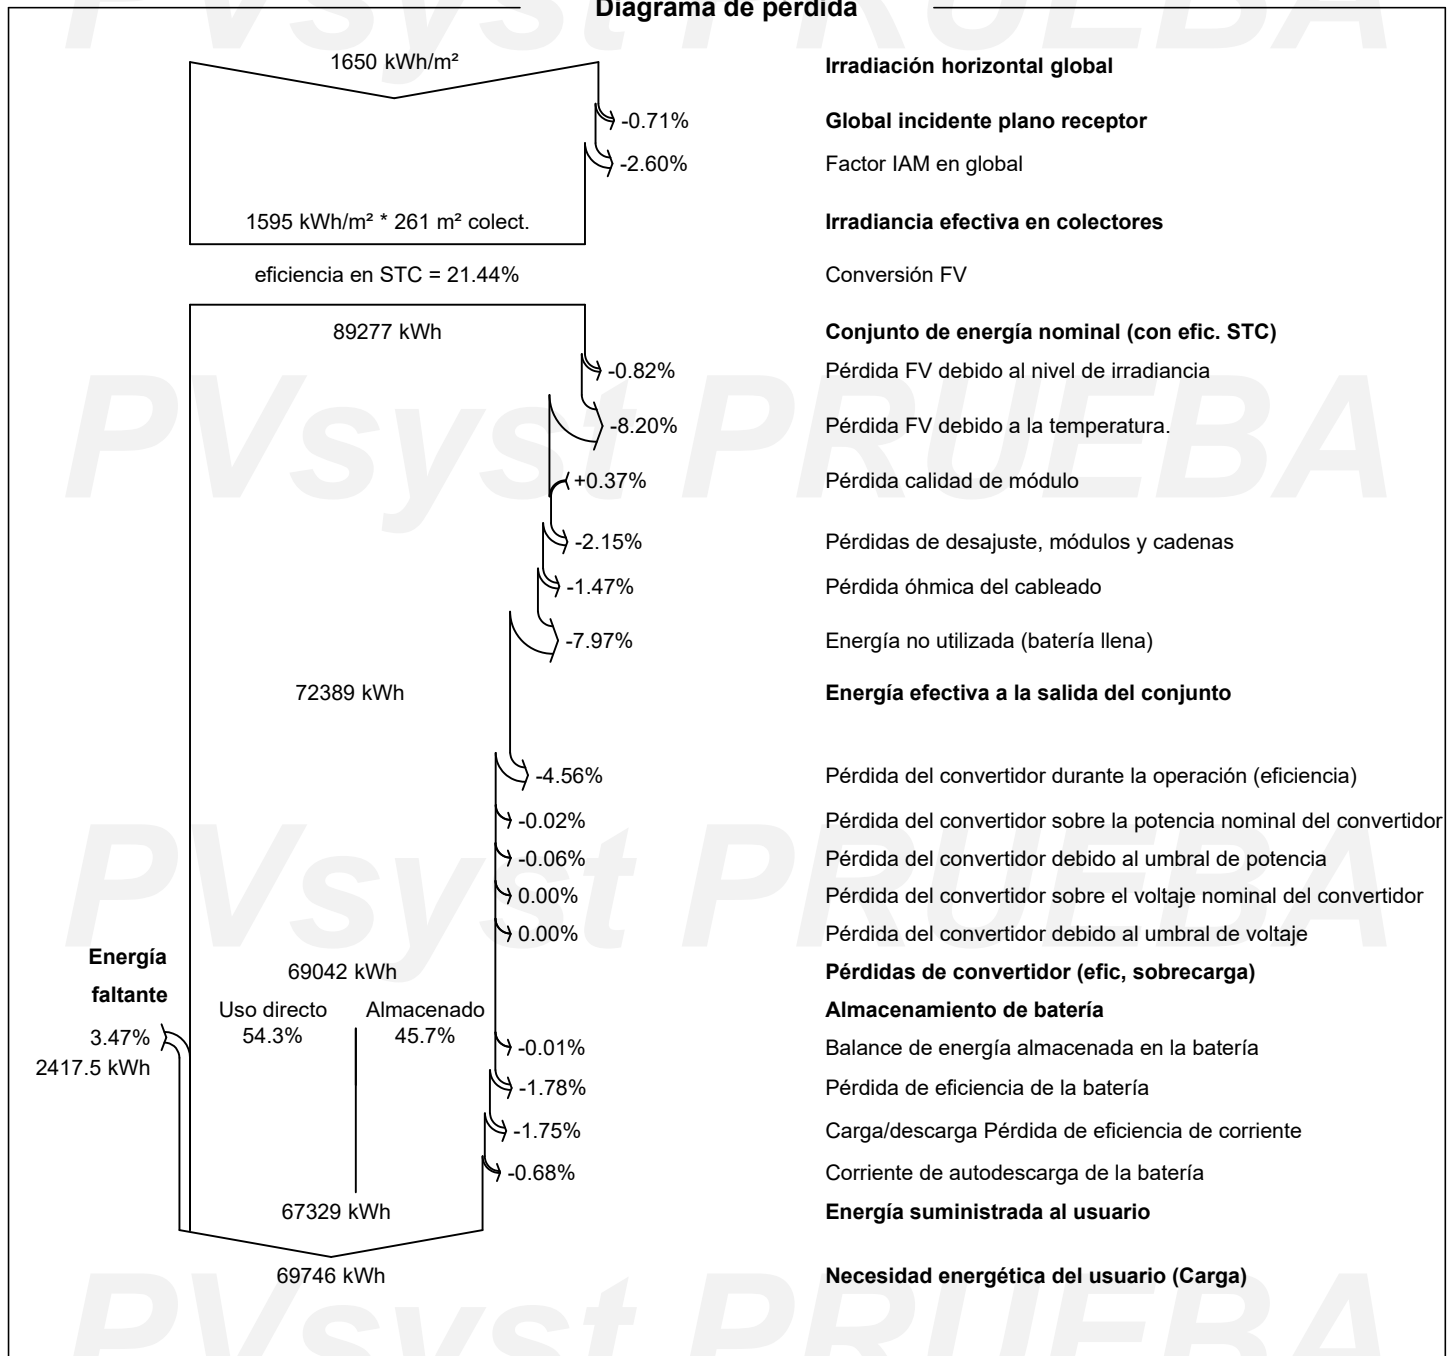 Diagrama de pérdida
PVsyst PRUEBA
1650 kWh/m²
Irradiación horizontal global
-0.71%
Global incidente plano receptor
-2.60%
Factor IAM en global
1595 kWh/m² * 261 m² colect.
Irradiancia efectiva en colectores
eficiencia en STC = 21.44%
Conversión FV
89277 kWh
Conjunto de energía nominal (con efic. STC)
-0.82%
Pérdida FV debido al nivel de irradiancia
PVsyst PRUEBA
-8.20%
Pérdida FV debido a la temperatura.
+0.37%
Pérdida calidad de módulo
-2.15%
Pérdidas de desajuste, módulos y cadenas
-1.47%
Pérdida óhmica del cableado
-7.97%
Energía no utilizada (batería llena)
72389 kWh
Energía efectiva a la salida del conjunto
-4.56%
Pérdida del convertidor durante la operación (eficiencia)
-0.02%
Pérdida del convertidor sobre la potencia nominal del convertidor
-0.06%
Pérdida del convertidor debido al umbral de potencia
PVsyst PRUEBA
0.00%
Pérdida del convertidor sobre el voltaje nominal del convertidor
0.00%
Pérdida del convertidor debido al umbral de voltaje
Energía
faltante
3.47%
2417.5 kWh
69042 kWh
Pérdidas de convertidor (efic, sobrecarga)
Uso directo
54.3%
Almacenado
45.7%
Almacenamiento de batería
-0.01%
Balance de energía almacenada en la batería
-1.78%
Pérdida de eficiencia de la batería
-1.75%
Carga/descarga Pérdida de eficiencia de corriente
-0.68%
Corriente de autodescarga de la batería
67329 kWh
Energía suministrada al usuario
69746 kWh
Necesidad energética del usuario (Carga)
PVsyst PRUEBA